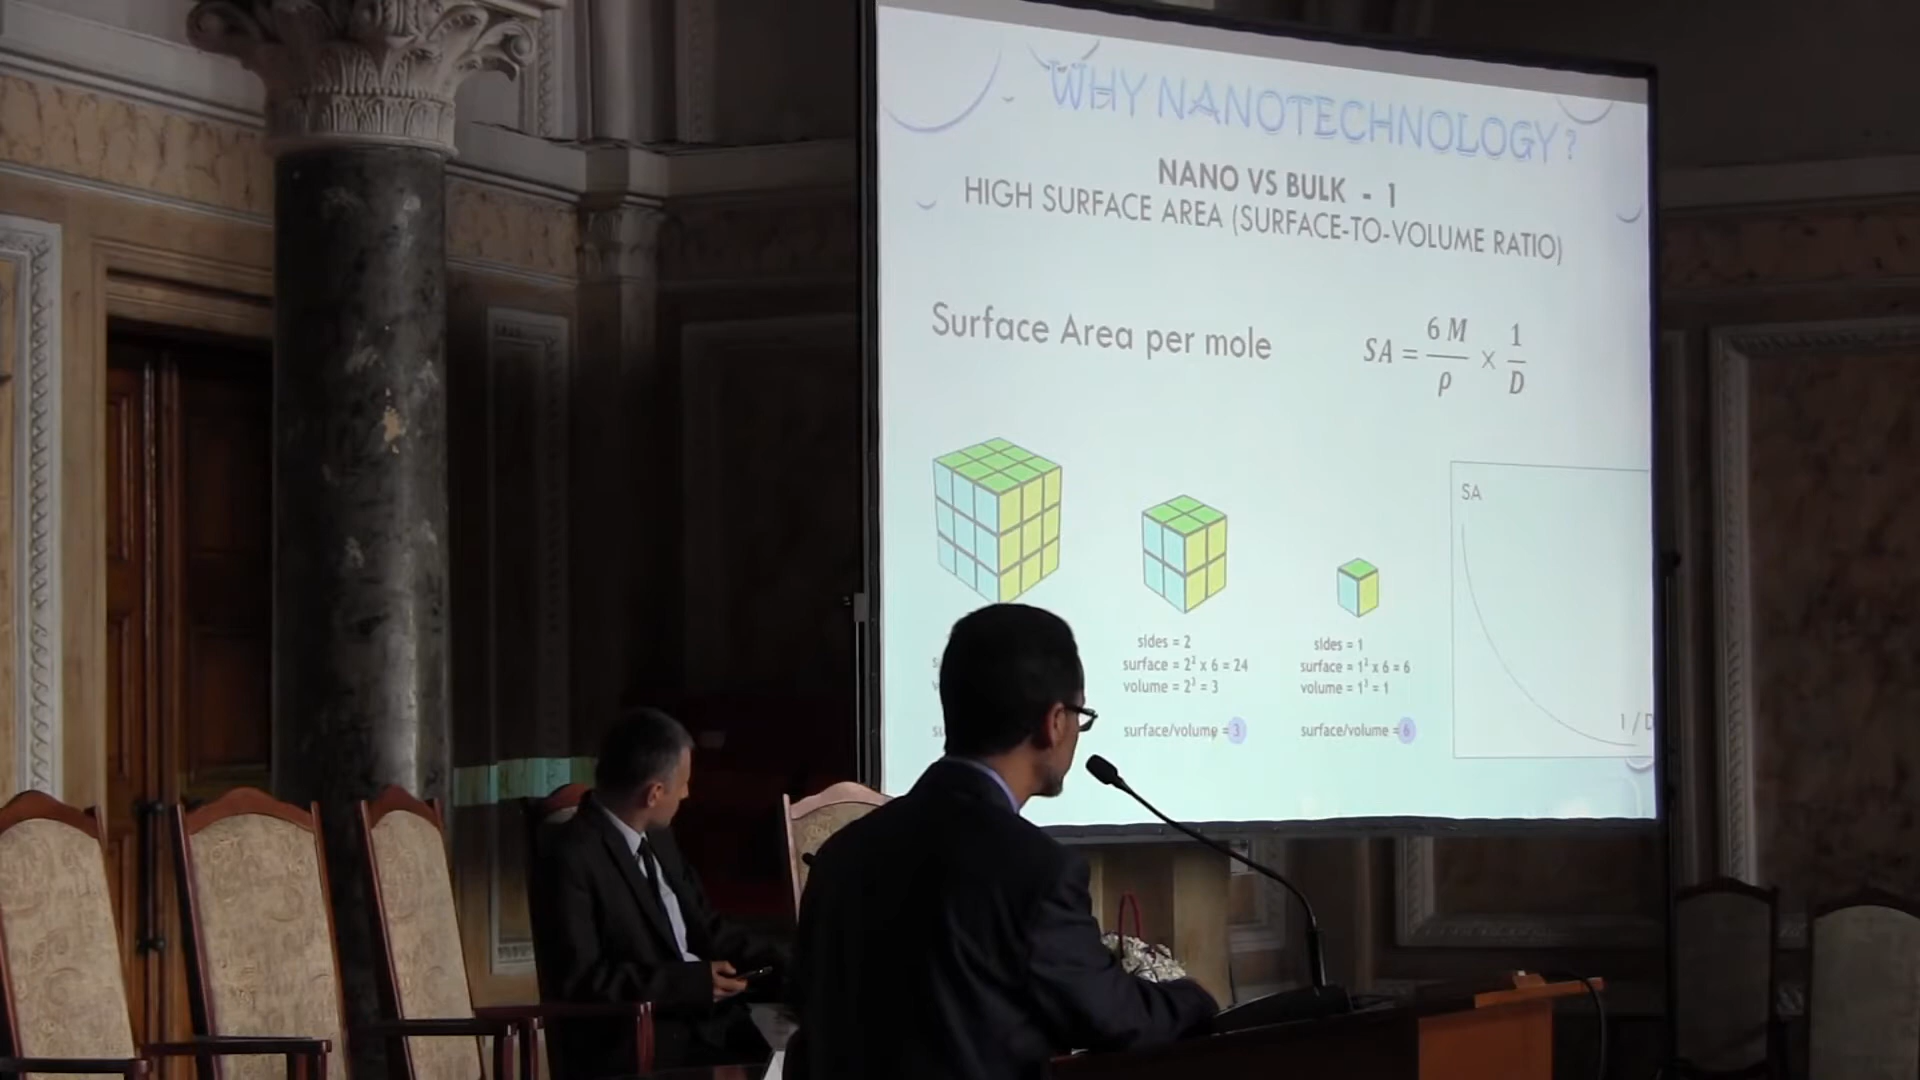 WHY NANOTECHNOLOGY ?
NANO VS BULK - 1
HIGH SURFACE AREA (SURFACE-TO-VOLUME RATIO)
Surface Area per mole
SA = 6 M / ρ × 1 / D
SA
1 / D
sides = 2
surface = 2² x 6 = 24
volume = 2³ = 3
surface/volume = 3
sides = 1
surface = 1² x 6 = 6
volume = 1³ = 1
surface/volume = 6